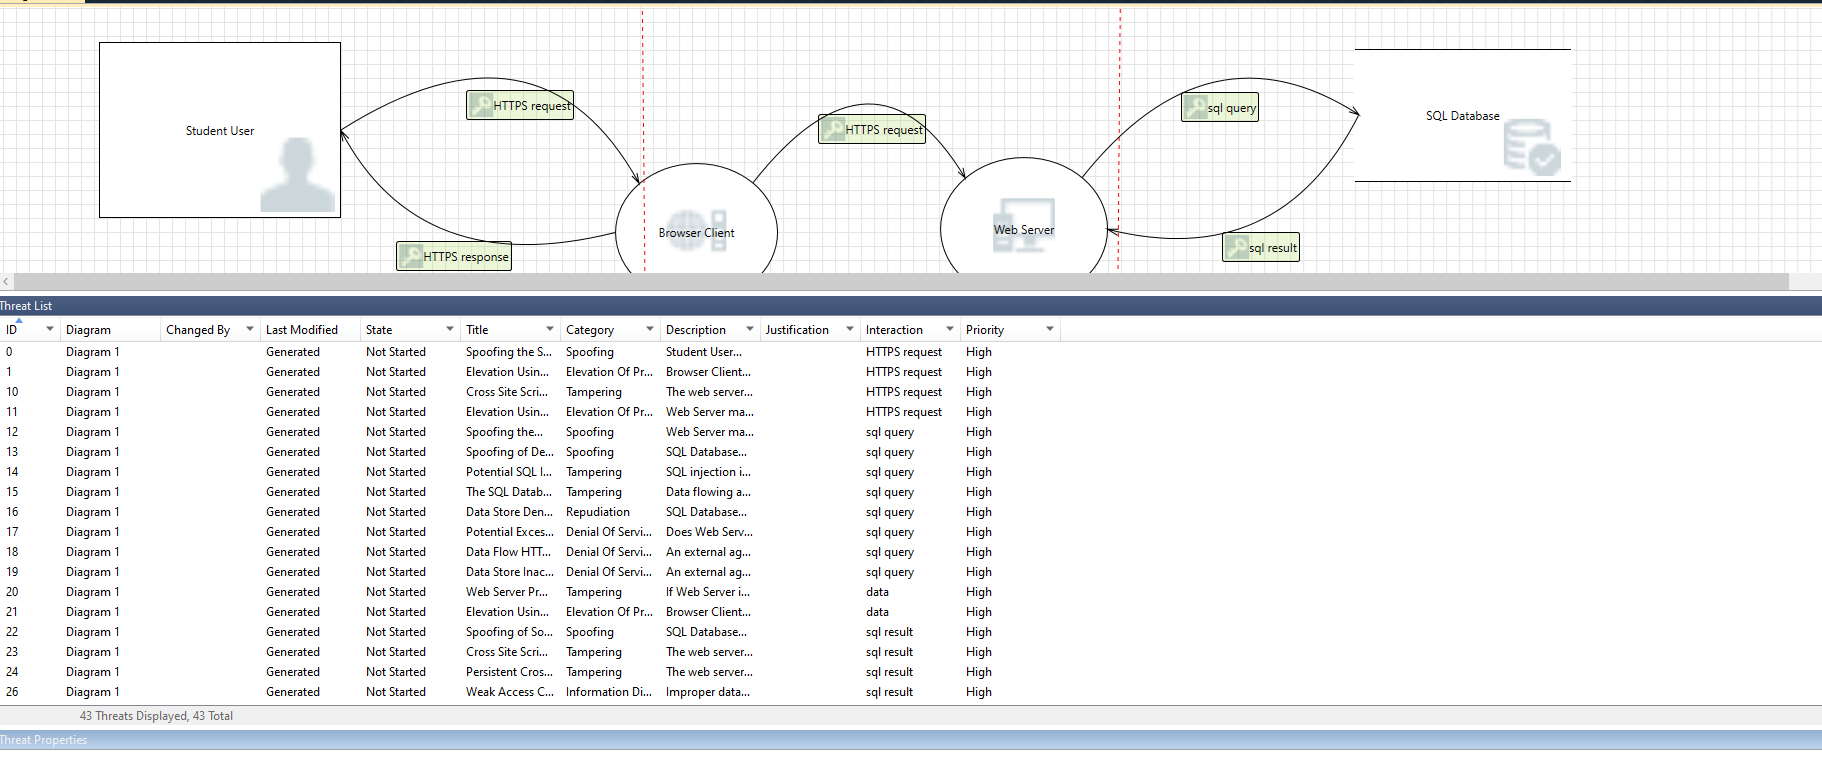 HTTPS request
sql query
Student User
HTTPS request
SQL Database
Browser Client
Web Server
HTTPS response
sql result
Threat List
ID Diagram Changed By Last Modified State Title Category Description Justification Interaction Priority
0 Diagram 1 Generated Not Started Spoofing the S... Spoofing Student User... HTTPS request High
1 Diagram 1 Generated Not Started Elevation Usin... Elevation Of Pr... Browser Client... HTTPS request High
10 Diagram 1 Generated Not Started Cross Site Scri... Tampering The web server... HTTPS request High
11 Diagram 1 Generated Not Started Elevation Usin... Elevation Of Pr... Web Server ma... HTTPS request High
12 Diagram 1 Generated Not Started Spoofing the... Spoofing Web Server ma... sql query High
13 Diagram 1 Generated Not Started Spoofing of De... Spoofing SQL Database... sql query High
14 Diagram 1 Generated Not Started Potential SQL I... Tampering SQL injection i... sql query High
15 Diagram 1 Generated Not Started The SQL Datab... Tampering Data flowing a... sql query High
16 Diagram 1 Generated Not Started Data Store Den... Repudiation SQL Database... sql query High
17 Diagram 1 Generated Not Started Potential Exces... Denial Of Servi... Does Web Serv... sql query High
18 Diagram 1 Generated Not Started Data Flow HTT... Denial Of Servi... An external ag... sql query High
19 Diagram 1 Generated Not Started Data Store Inac... Denial Of Servi... An external ag... sql query High
20 Diagram 1 Generated Not Started Web Server Pr... Tampering If Web Server i... data High
21 Diagram 1 Generated Not Started Elevation Usin... Elevation Of Pr... Browser Client... data High
22 Diagram 1 Generated Not Started Spoofing of So... Spoofing SQL Database... sql result High
23 Diagram 1 Generated Not Started Cross Site Scri... Tampering The web server... sql result High
24 Diagram 1 Generated Not Started Persistent Cros... Tampering The web server... sql result High
26 Diagram 1 Generated Not Started Weak Access C... Information Di... Improper data... sql result High
43 Threats Displayed, 43 Total
Threat Properties